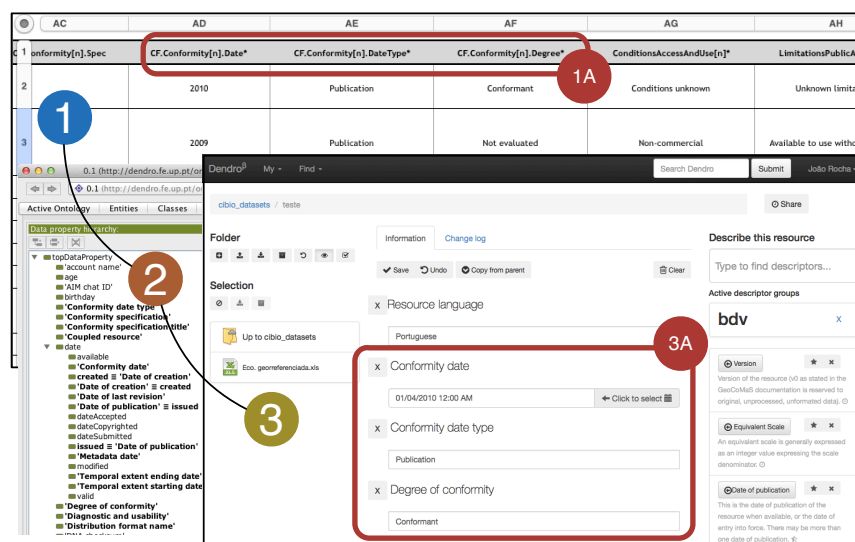 AC AD AE AF AG AH
1 onformity[n].Spec CF.Conformity[n].Date* CF.Conformity[n].DateType* CF.Conformity[n].Degree* ConditionsAccessAndUse[n]* LimitationsPublicA
1A
2 2010 Publication Conformant Conditions unknown Unknown limita
1
3 2009 Publication Not evaluated Non-commercial Available to use witho
0.1 (http://dendro.fe.up.pt/on
0.1 (http://dendro.fe.up.pt/or
Active Ontology Entities Classes
Data property hierarchy:
topDataProperty
'account name'
age
'AIM chat ID'
birthday
'Conformity date type'
'Conformity specification'
'Conformity specification title'
'Coupled resource'
date
available
'Conformity date'
created ≡ 'Date of creation'
'Date of creation' ≡ created
'Date of last revision'
'Date of publication' ≡ issued
dateAccepted
dateCopyrighted
dateSubmitted
issued ≡ 'Date of publication'
'Metadata date'
modified
'Temporal extent ending date'
'Temporal extent starting date
valid
'Degree of conformity'
'Diagnostic and usability'
'Distribution format name'
2
3
Dendroβ My Find Search Dendro Submit João Rocha
cibio_datasets / teste Share
Folder
Selection
Up to cibio_datasets
XLS Eco. georreferenciada.xls
Information Change log
Save Undo Copy from parent Clear
x Resource language
Portuguese
3A
x Conformity date
01/04/2010 12:00 AM Click to select
x Conformity date type
Publication
x Degree of conformity
Conformant
Describe this resource
Type to find descriptors...
Active descriptor groups
bdv x
Version
Version of the resource (v0 as stated in the
GeoCoMaS documentation is reserved to
original, unprocessed, unformated data).
Equivalent Scale
An equivalent scale is generally expressed
as an integer value expressing the scale
denominator.
Date of publication
This is the date of publication of the
resource when available, or the date of
entry into force. There may be more than
one date of publication.